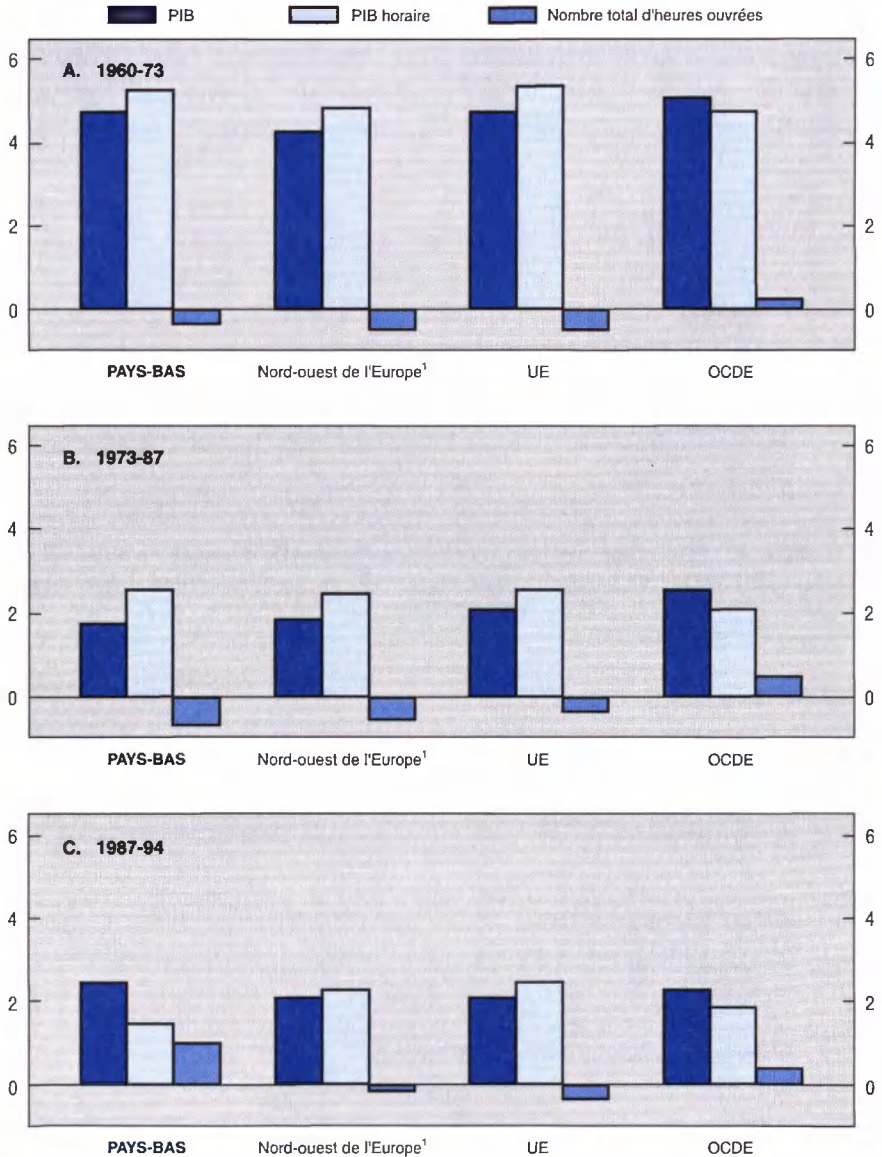 PIB PIB horaire Nombre total d'heures ouvrées
A. 1960-73
6 6
4 4
2 2
0 0
PAYS-BAS Nord-ouest de l'Europe¹ UE OCDE
B. 1973-87
6 6
4 4
2 2
0 0
PAYS-BAS Nord-ouest de l'Europe¹ UE OCDE
C. 1987-94
6 6
4 4
2 2
0 0
PAYS-BAS Nord-ouest de l'Europe¹ UE OCDE